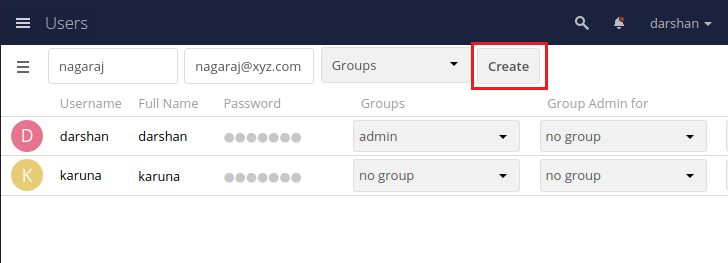 Users darshan
nagaraj nagaraj@xyz.com Groups Create
Username Full Name Password Groups Group Admin for
D darshan darshan admin no group
K karuna karuna no group no group